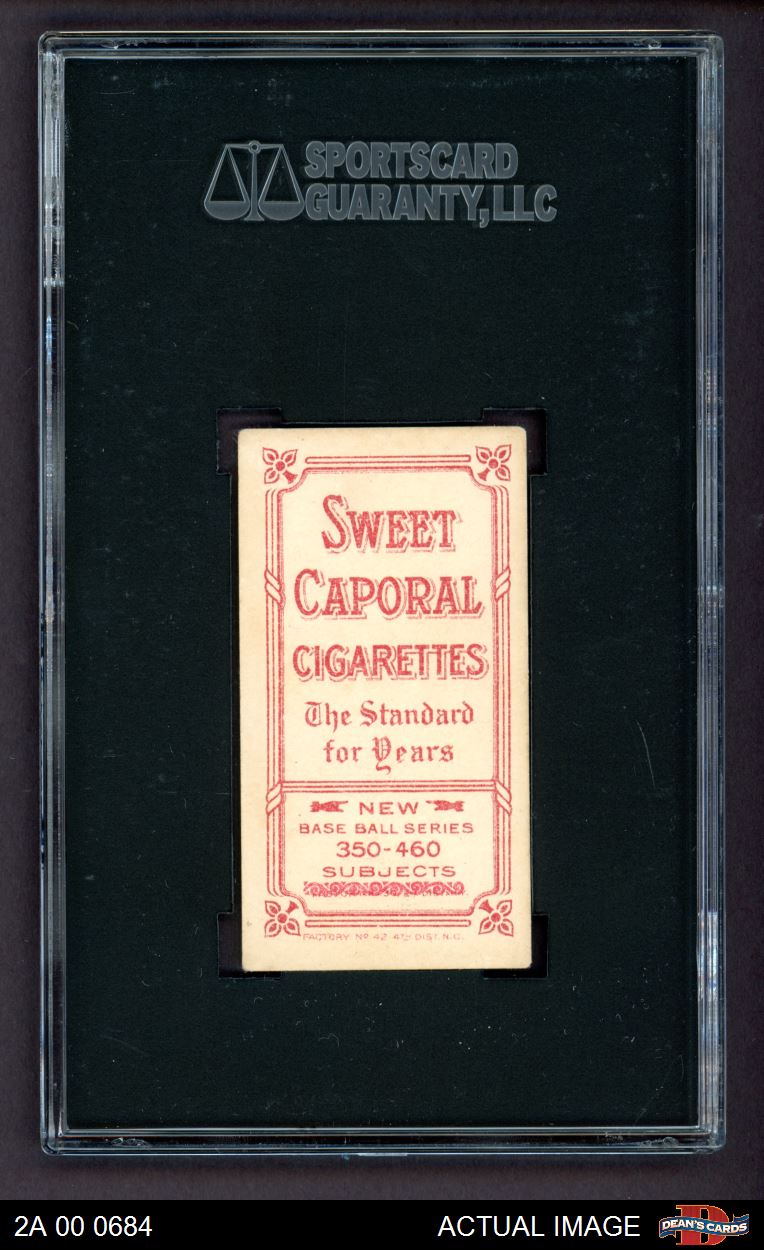 SPORTSCARD
GUARANTY, LLC
SWEET
CAPORAL
CIGARETTES
The Standard
for Years
NEW
BASE BALL SERIES
350-460
SUBJECTS
FACTORY Nº 42 4TH DIST. N.C.
2A 00 0684
ACTUAL IMAGE
DEAN'S CARDS